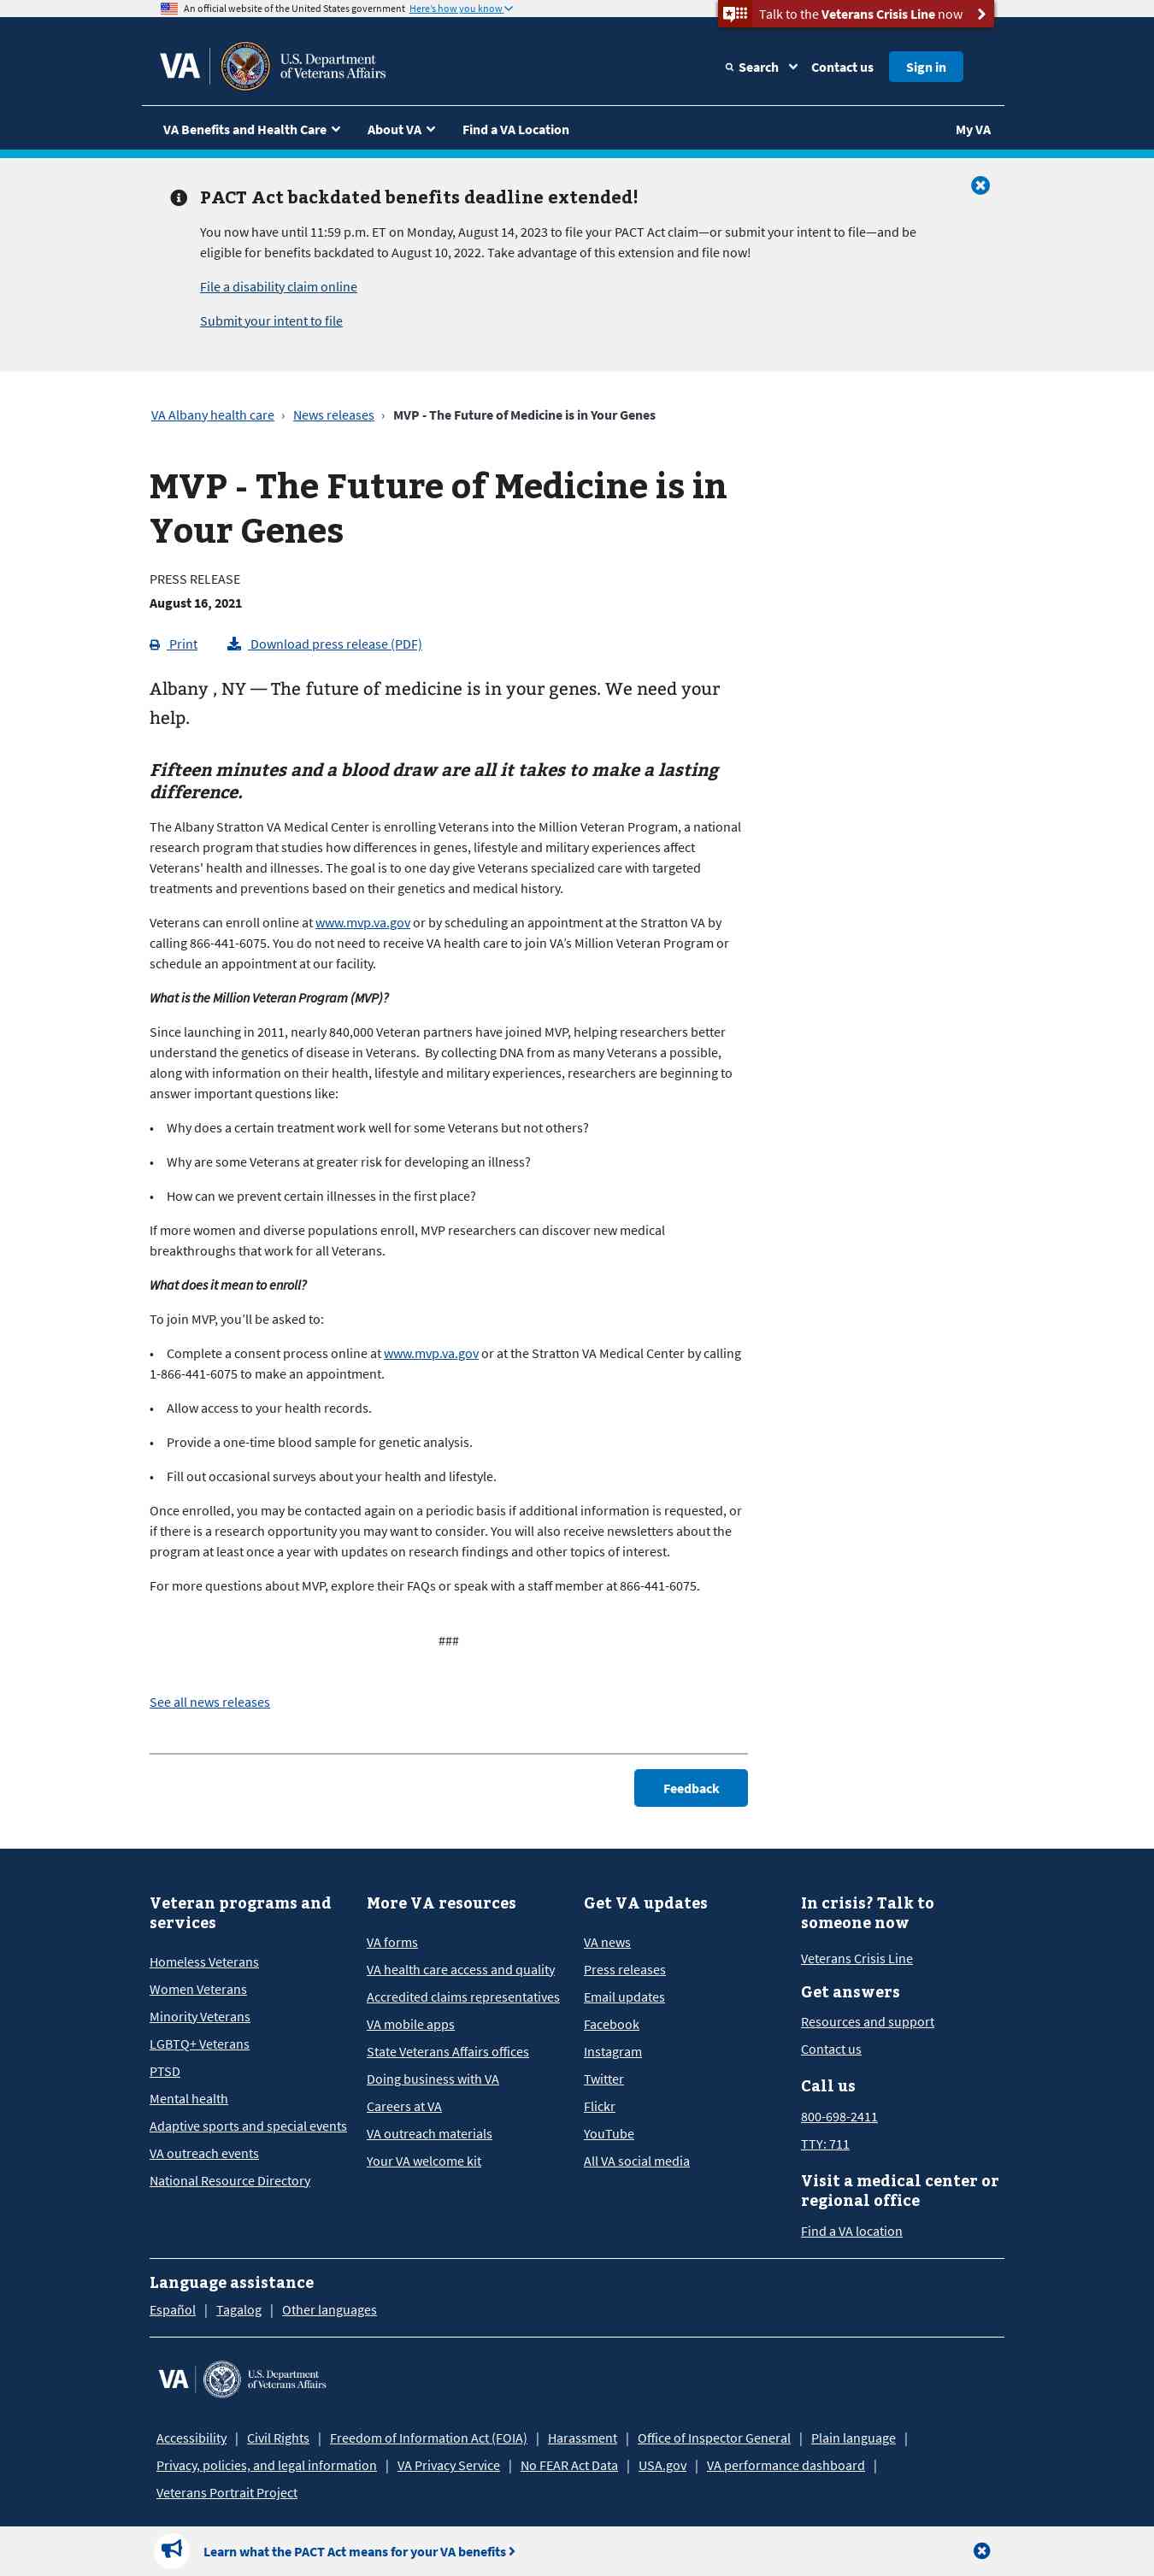 An official website of the United States government Here's how you know
Talk to the Veterans Crisis Line now
VA U.S. Department of Veterans Affairs
Search Contact us Sign in
VA Benefits and Health Care About VA Find a VA Location My VA
PACT Act backdated benefits deadline extended!
You now have until 11:59 p.m. ET on Monday, August 14, 2023 to file your PACT Act claim—or submit your intent to file—and be
eligible for benefits backdated to August 10, 2022. Take advantage of this extension and file now!
File a disability claim online
Submit your intent to file
VA Albany health care › News releases › MVP - The Future of Medicine is in Your Genes
MVP - The Future of Medicine is in
Your Genes
PRESS RELEASE
August 16, 2021
Print Download press release (PDF)
Albany , NY — The future of medicine is in your genes. We need your
help.
Fifteen minutes and a blood draw are all it takes to make a lasting
difference.
The Albany Stratton VA Medical Center is enrolling Veterans into the Million Veteran Program, a national
research program that studies how differences in genes, lifestyle and military experiences affect
Veterans' health and illnesses. The goal is to one day give Veterans specialized care with targeted
treatments and preventions based on their genetics and medical history.
Veterans can enroll online at www.mvp.va.gov or by scheduling an appointment at the Stratton VA by
calling 866-441-6075. You do not need to receive VA health care to join VA's Million Veteran Program or
schedule an appointment at our facility.
What is the Million Veteran Program (MVP)?
Since launching in 2011, nearly 840,000 Veteran partners have joined MVP, helping researchers better
understand the genetics of disease in Veterans. By collecting DNA from as many Veterans a possible,
along with information on their health, lifestyle and military experiences, researchers are beginning to
answer important questions like:
• Why does a certain treatment work well for some Veterans but not others?
• Why are some Veterans at greater risk for developing an illness?
• How can we prevent certain illnesses in the first place?
If more women and diverse populations enroll, MVP researchers can discover new medical
breakthroughs that work for all Veterans.
What does it mean to enroll?
To join MVP, you'll be asked to:
• Complete a consent process online at www.mvp.va.gov or at the Stratton VA Medical Center by calling
1-866-441-6075 to make an appointment.
• Allow access to your health records.
• Provide a one-time blood sample for genetic analysis.
• Fill out occasional surveys about your health and lifestyle.
Once enrolled, you may be contacted again on a periodic basis if additional information is requested, or
if there is a research opportunity you may want to consider. You will also receive newsletters about the
program at least once a year with updates on research findings and other topics of interest.
For more questions about MVP, explore their FAQs or speak with a staff member at 866-441-6075.
###
See all news releases
Feedback
Veteran programs and
services
Homeless Veterans
Women Veterans
Minority Veterans
LGBTQ+ Veterans
PTSD
Mental health
Adaptive sports and special events
VA outreach events
National Resource Directory
More VA resources
VA forms
VA health care access and quality
Accredited claims representatives
VA mobile apps
State Veterans Affairs offices
Doing business with VA
Careers at VA
VA outreach materials
Your VA welcome kit
Get VA updates
VA news
Press releases
Email updates
Facebook
Instagram
Twitter
Flickr
YouTube
All VA social media
In crisis? Talk to
someone now
Veterans Crisis Line
Get answers
Resources and support
Contact us
Call us
800-698-2411
TTY: 711
Visit a medical center or
regional office
Find a VA location
Language assistance
Español | Tagalog | Other languages
VA U.S. Department of Veterans Affairs
Accessibility | Civil Rights | Freedom of Information Act (FOIA) | Harassment | Office of Inspector General | Plain language |
Privacy, policies, and legal information | VA Privacy Service | No FEAR Act Data | USA.gov | VA performance dashboard |
Veterans Portrait Project
Learn what the PACT Act means for your VA benefits